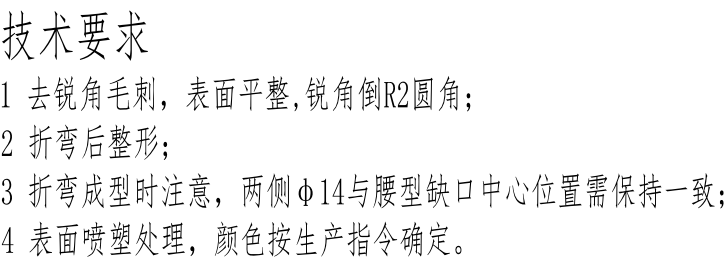 技术要求
1 去锐角毛刺，表面平整,锐角倒R2圆角；
2 折弯后整形；
3 折弯成型时注意，两侧φ14与腰型缺口中心位置需保持一致；
4 表面喷塑处理，颜色按生产指令确定。